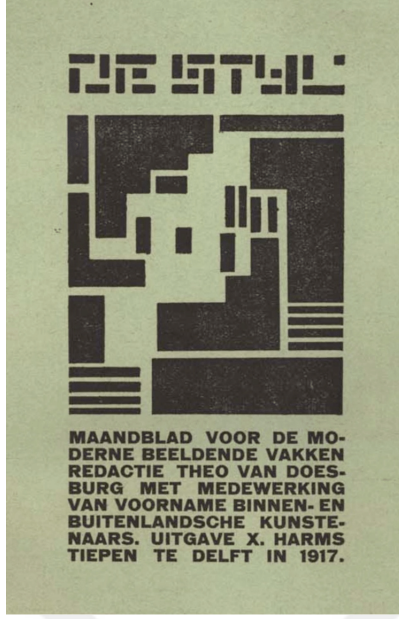 DE STIJL
MAANDBLAD VOOR DE MO-
DERNE BEELDENDE VAKKEN
REDACTIE THEO VAN DOES-
BURG MET MEDEWERKING
VAN VOORNAME BINNEN- EN
BUITENLANDSCHE KUNSTE-
NAARS. UITGAVE X. HARMS
TIEPEN TE DELFT IN 1917.